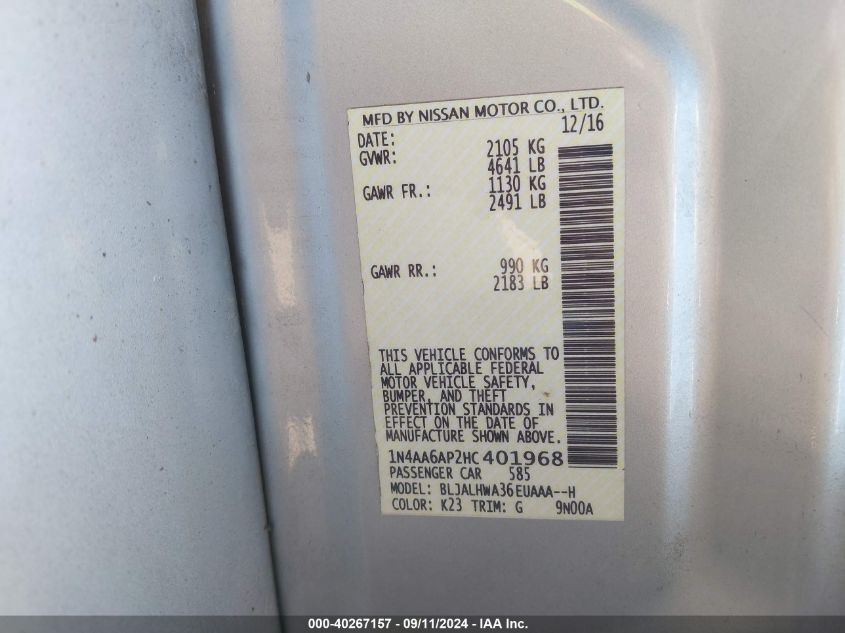 MFD BY NISSAN MOTOR CO., LTD.
DATE: 12/16
GVWR: 2105 KG
4641 LB
GAWR FR.: 1130 KG
2491 LB
GAWR RR.: 990 KG
2183 LB
THIS VEHICLE CONFORMS TO
ALL APPLICABLE FEDERAL
MOTOR VEHICLE SAFETY,
BUMPER, AND THEFT
PREVENTION STANDARDS IN
EFFECT ON THE DATE OF
MANUFACTURE SHOWN ABOVE.
1N4AA6AP2HC401968
PASSENGER CAR 585
MODEL: BLJALHWA36EUAAA--H
COLOR: K23 TRIM: G 9N00A
000-40267157 - 09/11/2024 - IAA Inc.